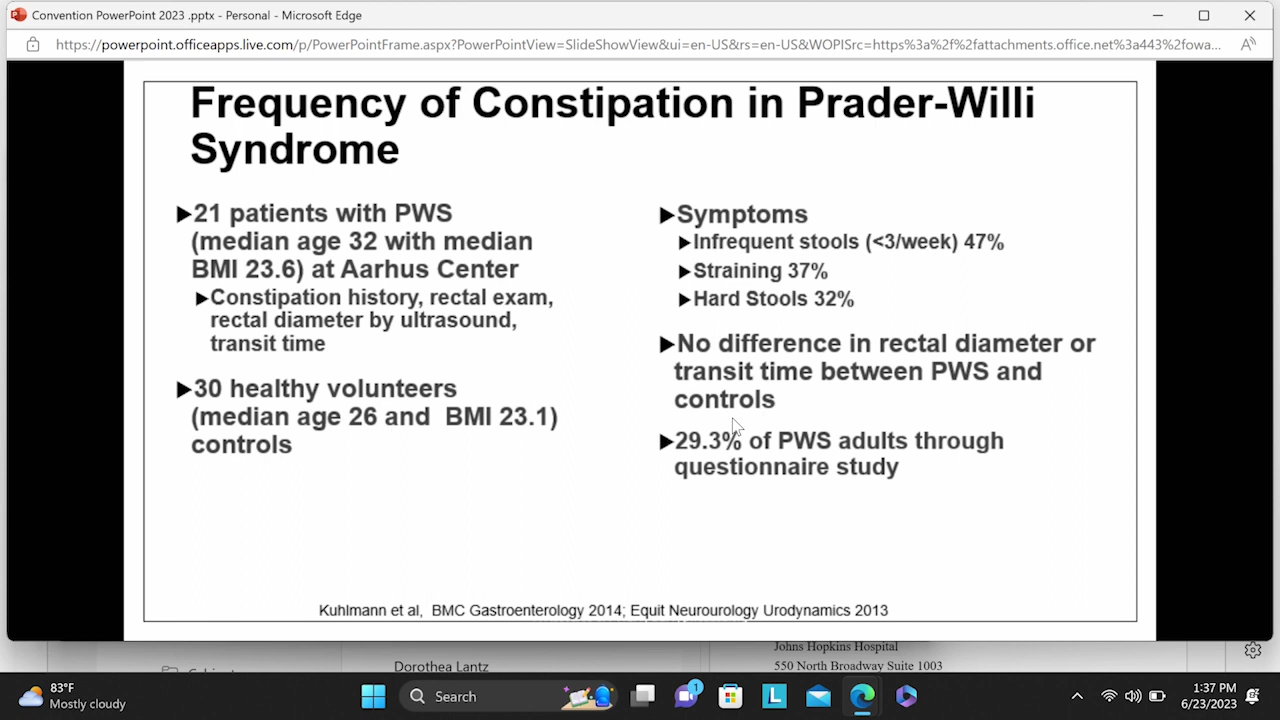 Convention PowerPoint 2023 .pptx - Personal - Microsoft Edge
https://powerpoint.officeapps.live.com/p/PowerPointFrame.aspx?PowerPointView=SlideShowView&ui=en-US&rs=en-US&WOPISrc=https%3a%2f%2fattachments.office.net%3a443%2fowa...
Frequency of Constipation in Prader-Willi
Syndrome
21 patients with PWS
(median age 32 with median
BMI 23.6) at Aarhus Center
Constipation history, rectal exam,
rectal diameter by ultrasound,
transit time
30 healthy volunteers
(median age 26 and BMI 23.1)
controls
Symptoms
Infrequent stools (<3/week) 47%
Straining 37%
Hard Stools 32%
No difference in rectal diameter or
transit time between PWS and
controls
29.3% of PWS adults through
questionnaire study
Kuhlmann et al, BMC Gastroenterology 2014; Equit Neurourology Urodynamics 2013
Johns Hopkins Hospital
Dorothea Lantz
550 North Broadway Suite 1003
83°F
Mostly cloudy
Search
1
L
1:37 PM
6/23/2023